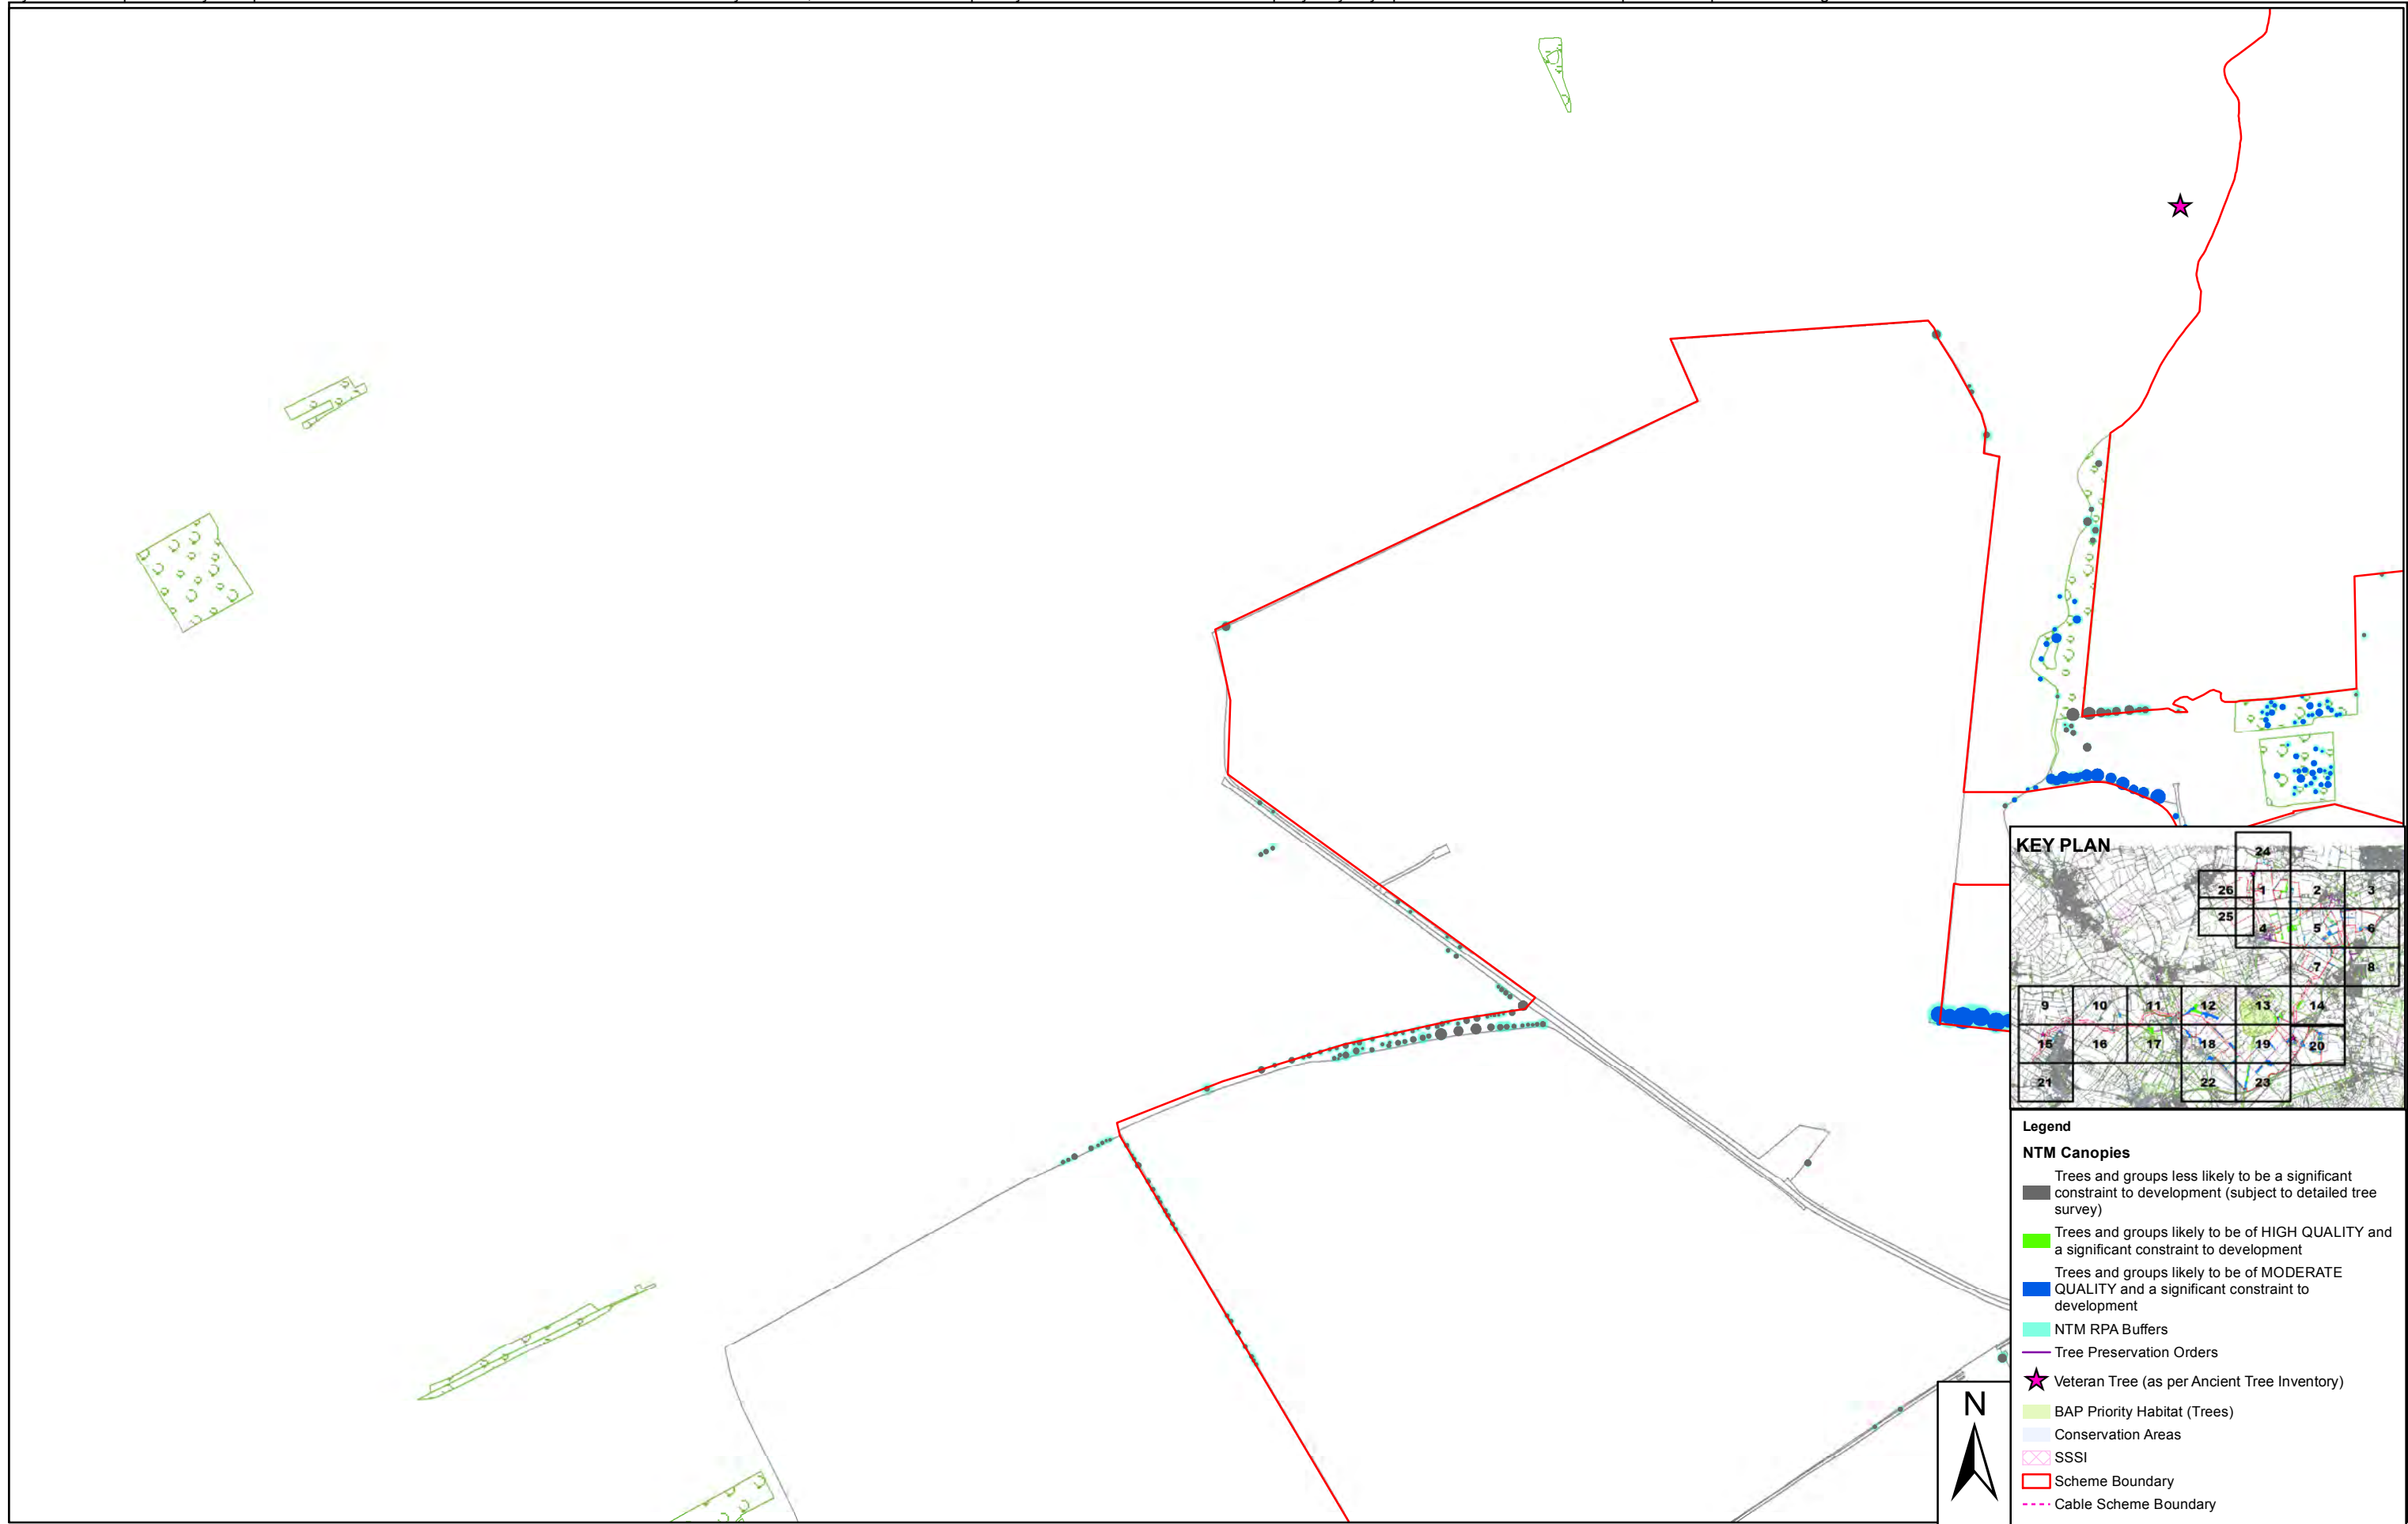 KEY PLAN
24
26
1
2
3
25
4
5
6
7
8
9
10
11
12
13
14
15
16
17
18
19
20
21
22
23
N
Legend
NTM Canopies
Trees and groups less likely to be a significant
constraint to development (subject to detailed tree
survey)
Trees and groups likely to be of HIGH QUALITY and
a significant constraint to development
Trees and groups likely to be of MODERATE
QUALITY and a significant constraint to
development
NTM RPA Buffers
Tree Preservation Orders
Veteran Tree (as per Ancient Tree Inventory)
BAP Priority Habitat (Trees)
Conservation Areas
SSSI
Scheme Boundary
Cable Scheme Boundary